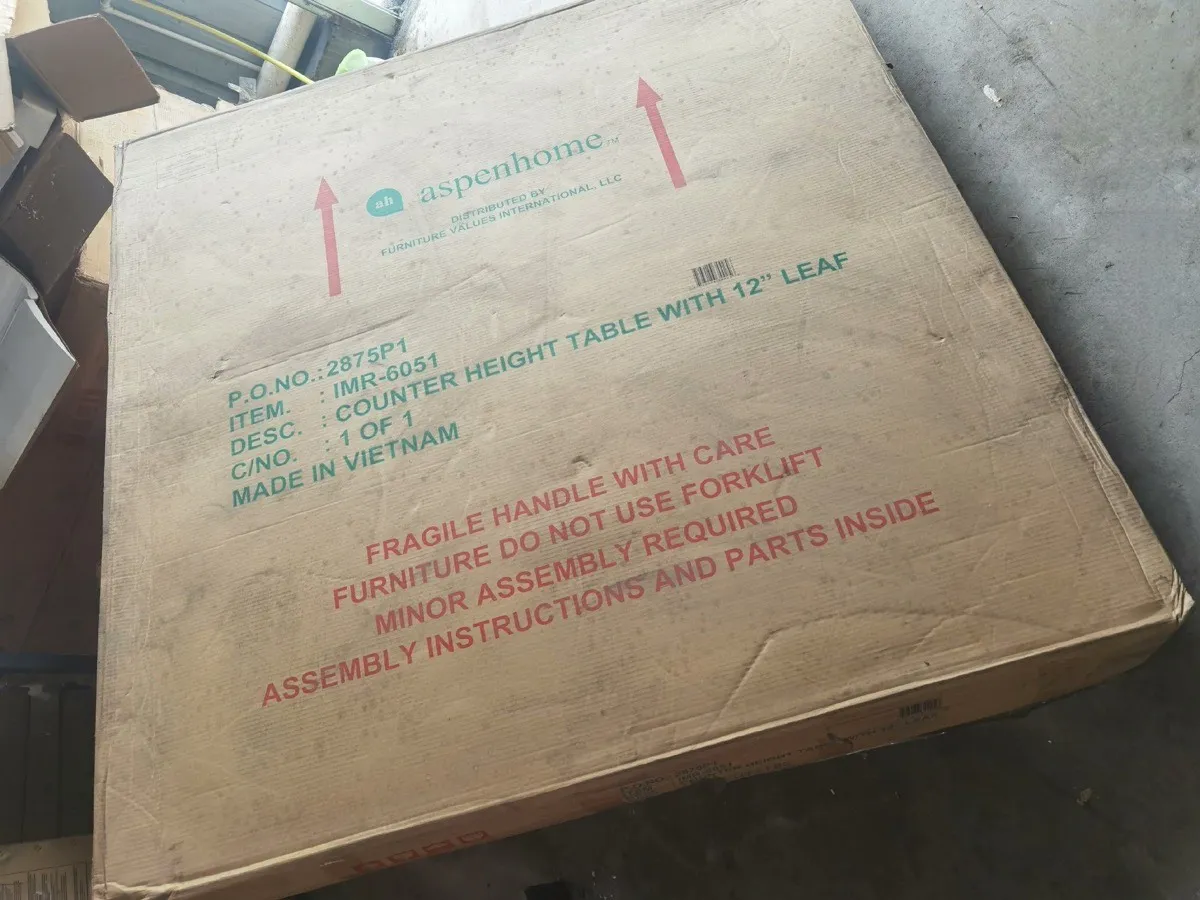 ah aspenhome™
DISTRIBUTED BY
FURNITURE VALUES INTERNATIONAL, LLC
P.O.NO.: 2875P1
ITEM. : IMR-6051
DESC. : COUNTER HEIGHT TABLE WITH 12” LEAF
C/NO. : 1 OF 1
MADE IN VIETNAM
FRAGILE HANDLE WITH CARE
FURNITURE DO NOT USE FORKLIFT
MINOR ASSEMBLY REQUIRED
ASSEMBLY INSTRUCTIONS AND PARTS INSIDE